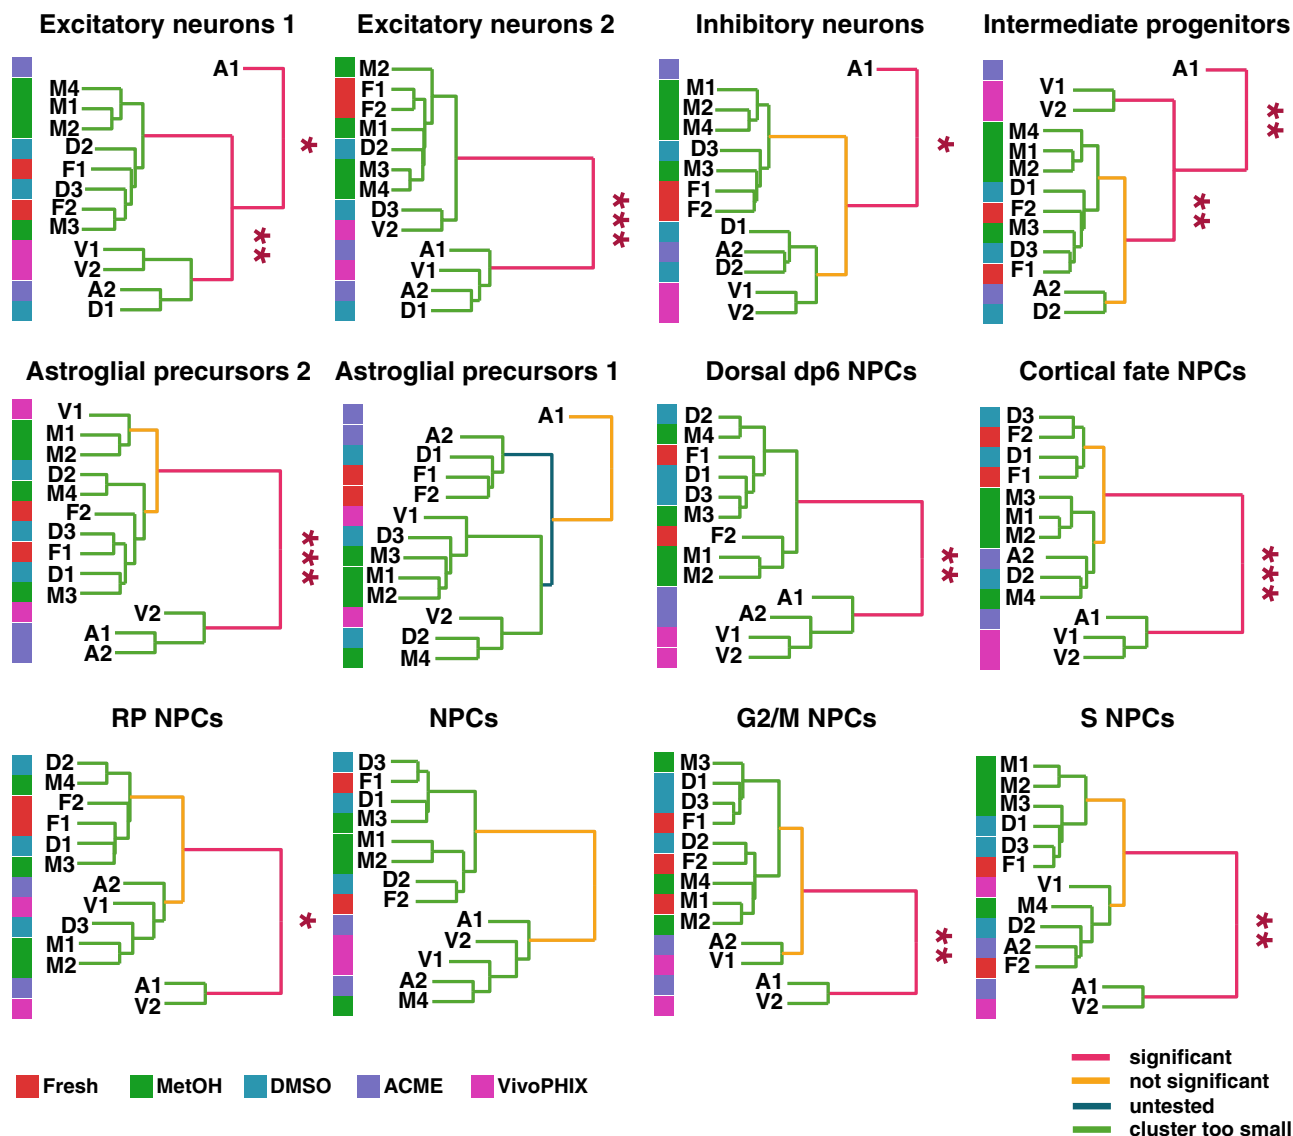 Excitatory neurons 1
A1
M4
M1
M2
D2
F1
D3
F2
M3
V1
V2
A2
D1
*
**
Excitatory neurons 2
M2
F1
F2
M1
D2
M3
M4
D3
V2
A1
V1
A2
D1
***
Inhibitory neurons
A1
M1
M2
M4
D3
M3
F1
F2
D1
A2
D2
V1
V2
*
Intermediate progenitors
A1
V1
V2
M4
M1
M2
D1
F2
M3
D3
F1
A2
D2
**
**
Astroglial precursors 2
V1
M1
M2
D2
M4
F2
D3
F1
D1
M3
V2
A1
A2
***
Astroglial precursors 1
A1
A2
D1
F1
F2
V1
D3
M3
M1
M2
V2
D2
M4
Dorsal dp6 NPCs
D2
M4
F1
D1
D3
M3
F2
M1
M2
A1
A2
V1
V2
**
Cortical fate NPCs
D3
F2
D1
F1
M3
M1
M2
A2
D2
M4
A1
V1
V2
***
RP NPCs
D2
M4
F2
F1
D1
M3
A2
V1
D3
M1
M2
A1
V2
*
NPCs
D3
F1
D1
M3
M1
M2
D2
F2
A1
V2
V1
A2
M4
G2/M NPCs
M3
D1
D3
F1
D2
F2
M4
M1
M2
A2
V1
A1
V2
**
S NPCs
M1
M2
M3
D1
D3
F1
V1
M4
D2
A2
F2
A1
V2
**
Fresh MetOH DMSO ACME VivoPHIX
significant
not significant
untested
cluster too small